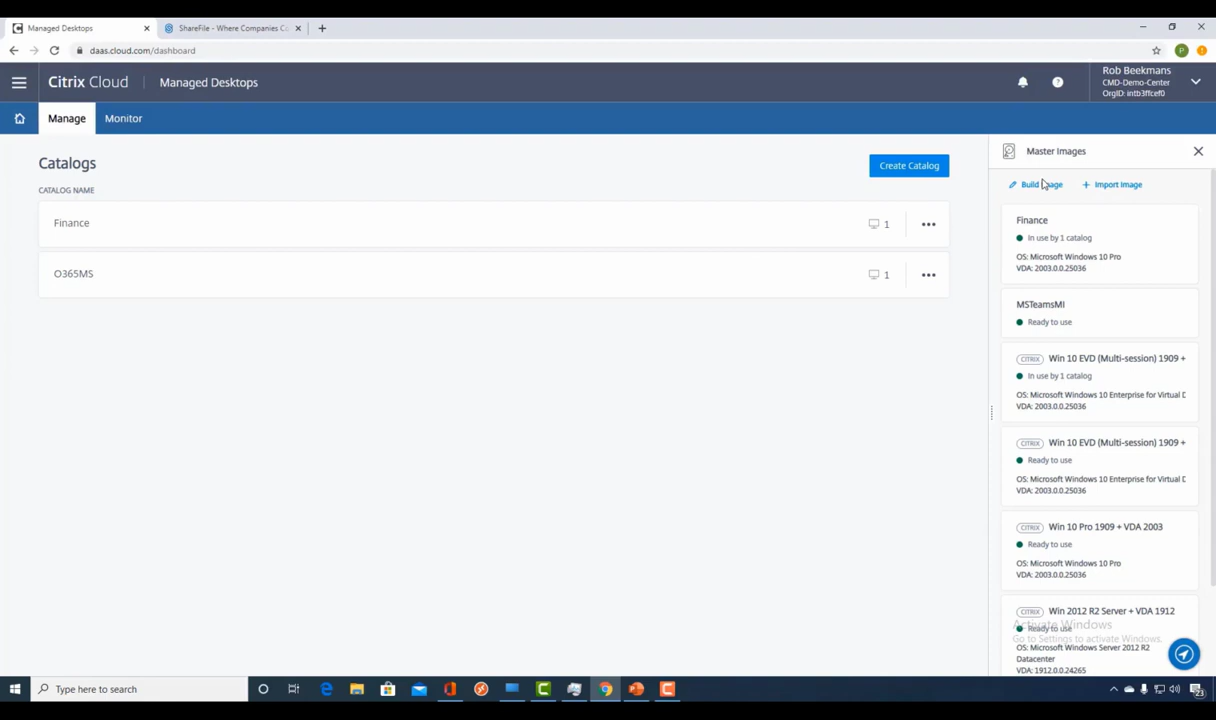 Managed Desktops
ShareFile - Where Companies Co
daas.cloud.com/dashboard
P
Citrix Cloud
Managed Desktops
Rob Beekmans
CMD-Demo-Center
OrgID: intb3ffcef0
Manage
Monitor
Catalogs
Create Catalog
CATALOG NAME
Finance
1
O365MS
1
Master Images
Build Image
Import Image
Finance
In use by 1 catalog
OS: Microsoft Windows 10 Pro
VDA: 2003.0.0.25036
MSTeamsMI
Ready to use
CITRIX Win 10 EVD (Multi-session) 1909 +
In use by 1 catalog
OS: Microsoft Windows 10 Enterprise for Virtual D
VDA: 2003.0.0.25036
CITRIX Win 10 EVD (Multi-session) 1909 +
Ready to use
OS: Microsoft Windows 10 Enterprise for Virtual D
VDA: 2003.0.0.25036
CITRIX Win 10 Pro 1909 + VDA 2003
Ready to use
OS: Microsoft Windows 10 Pro
VDA: 2003.0.0.25036
CITRIX Win 2012 R2 Server + VDA 1912
Activate Windows
Ready to use
Go to Settings to activate Windows.
OS: Microsoft Windows Server 2012 R2
Datacenter
VDA: 1912.0.0.24265
Type here to search
23